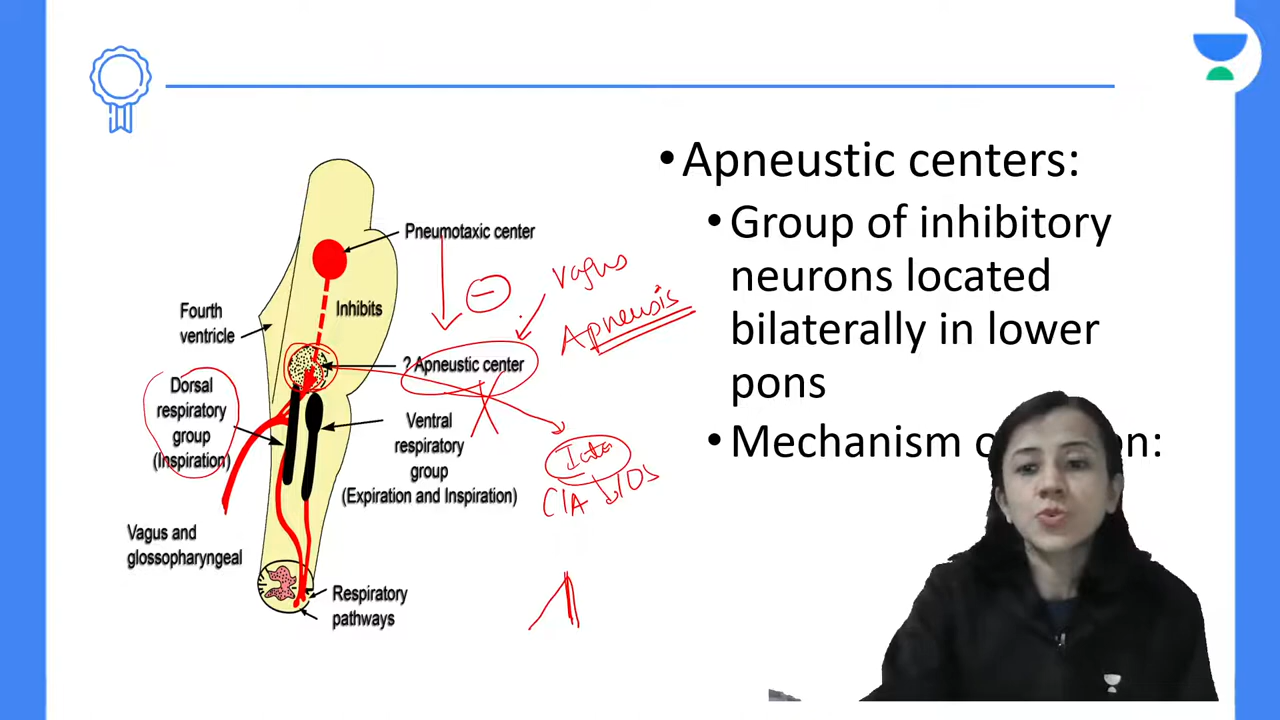 • Apneustic centers:
• Group of inhibitory
neurons located
bilaterally in lower
pons
• Mechanism o
n:
Pneumotaxic center
Inhibits
Fourth
ventricle
? Apneustic center
Dorsal
respiratory
group
(Inspiration)
Ventral
respiratory
group
(Expiration and Inspiration)
Vagus and
glossopharyngeal
Respiratory
pathways
vagus
Apneusis